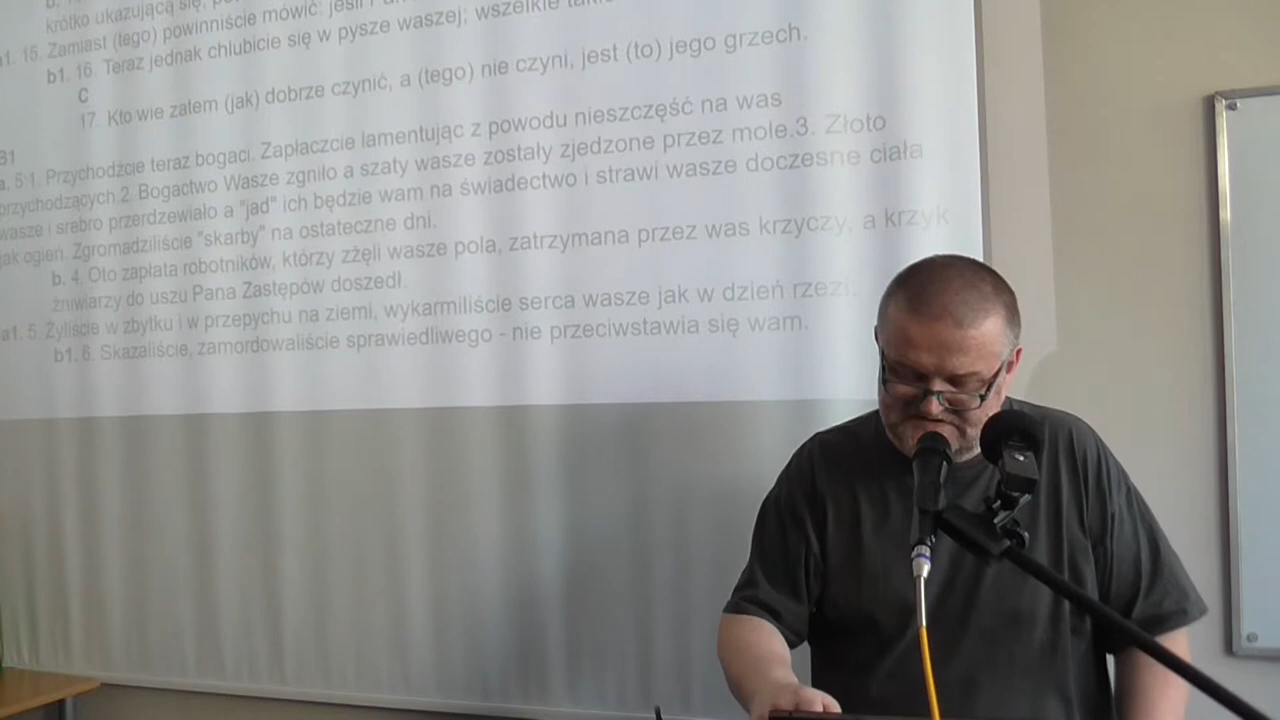 b.
krótko ukazującą się,
a1. 15. Zamiast (tego) powinniście mówić: jeśli
b1. 16. Teraz jednak chlubicie się w pysze waszej; wszelkie
C
17. Kto wie zatem (jak) dobrze czynić, a (tego) nie czyni, jest (to) jego grzech.
B1
a. 5:1. Przychodźcie teraz bogaci. Zapłaczcie lamentując z powodu nieszczęść na was
przychodzących.2. Bogactwo Wasze zgniło a szaty wasze zostały zjedzone przez mole.3. Złoto
wasze i srebro przerdzewiało a "jad" ich będzie wam na świadectwo i strawi wasze doczesne ciała
jak ogień. Zgromadziliście "skarby" na ostateczne dni.
b. 4. Oto zapłata robotników, którzy zżęli wasze pola, zatrzymana przez was krzyczy, a krzyk
żniwiarzy do uszu Pana Zastępów doszedł.
a1. 5. Żyliście w zbytku i w przepychu na ziemi, wykarmiliście serca wasze jak w dzień rzezi.
b1. 6. Skazaliście, zamordowaliście sprawiedliwego - nie przeciwstawia się wam.